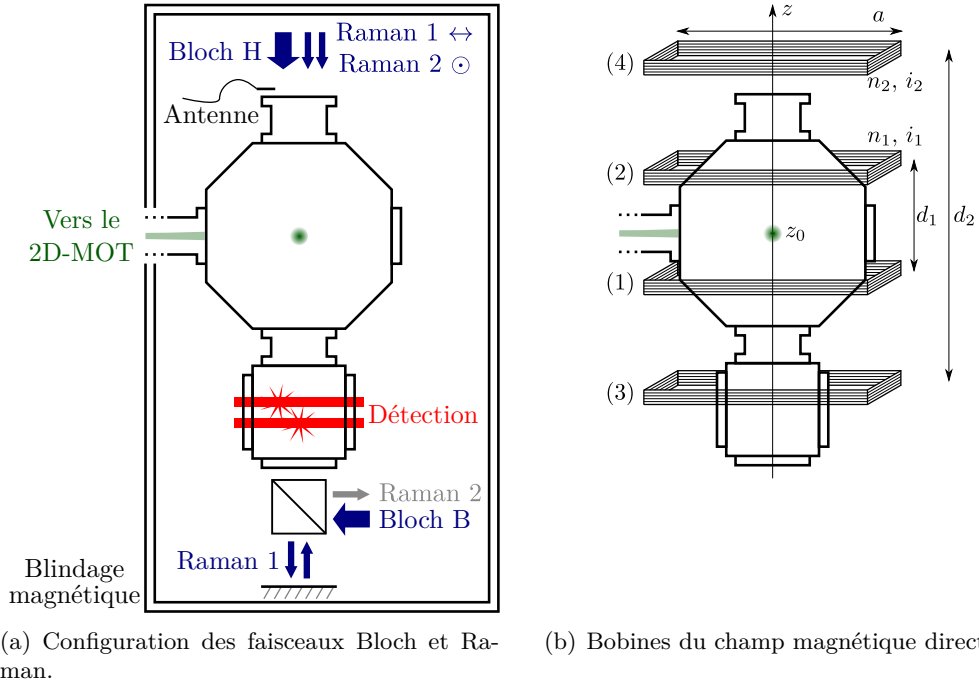 Bloch H
Raman 1 ↔
Raman 2 ⊙
Antenne
Vers le
2D-MOT
Détection
Raman 2
Bloch B
Raman 1
Blindage
magnétique
(a) Configuration des faisceaux Bloch et Ra-
man.
z
a
(4)
n₂, i₂
n₁, i₁
(2)
d₁
d₂
z₀
(1)
(3)
(b) Bobines du champ magnétique direct